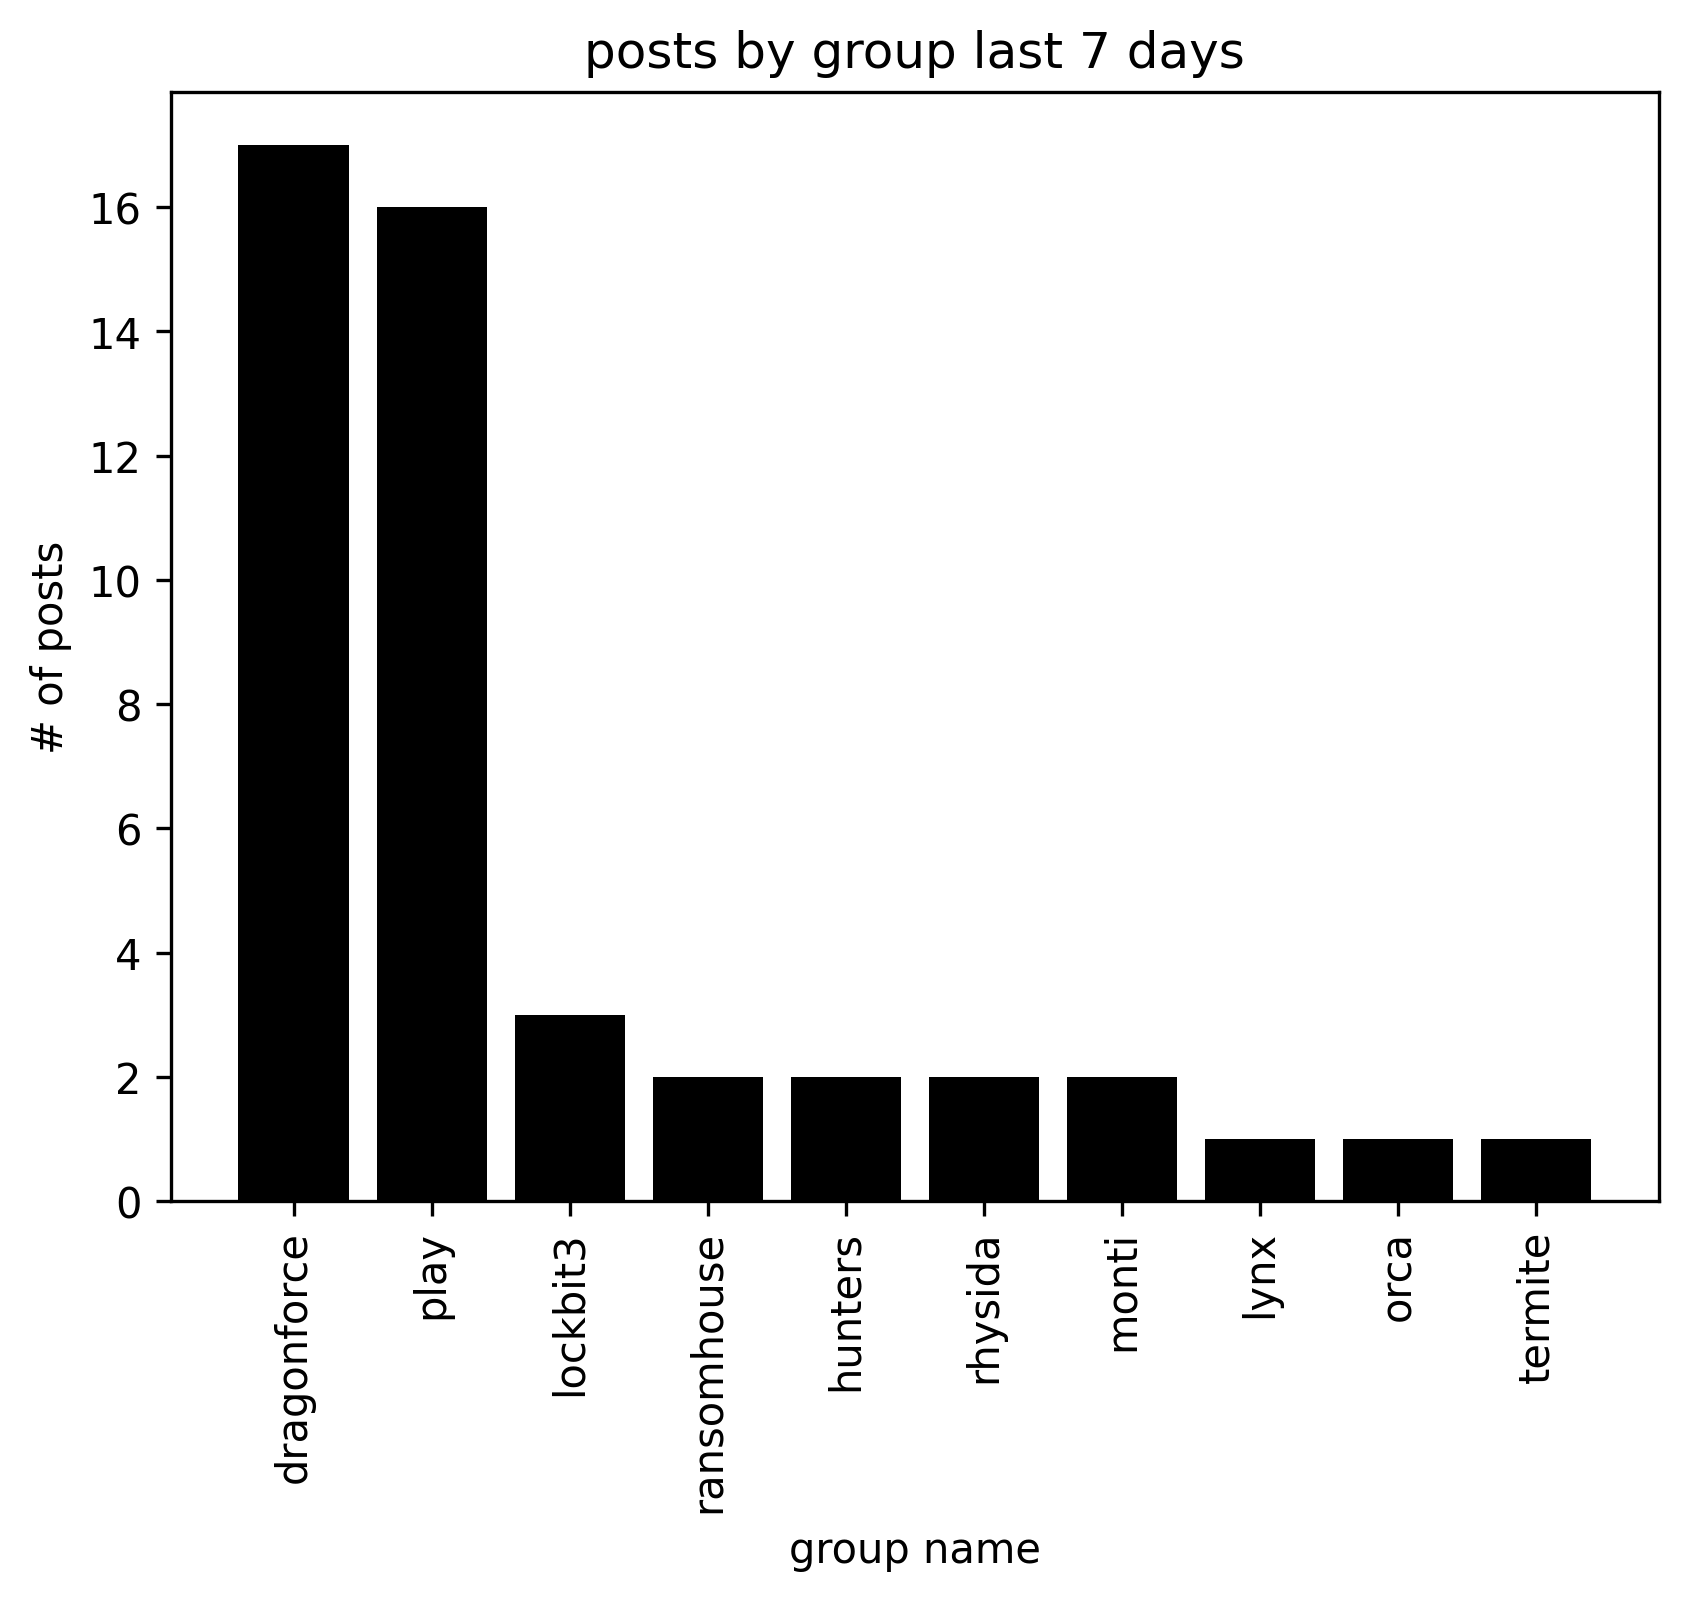 posts by group last 7 days
# of posts
16
14
12
10
8
6
4
2
0
dragonforce
play
lockbit3
ransomhouse
hunters
rhysida
monti
lynx
orca
termite
group name